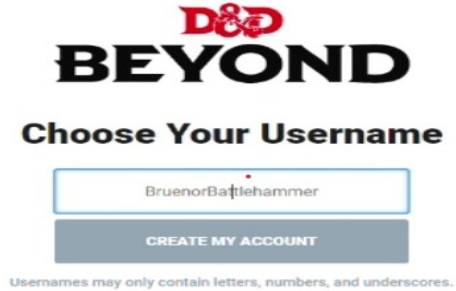 D&D
BEYOND
Choose Your Username
BruenorBattlehammer
CREATE MY ACCOUNT
Usernames may only contain letters, numbers, and underscores.